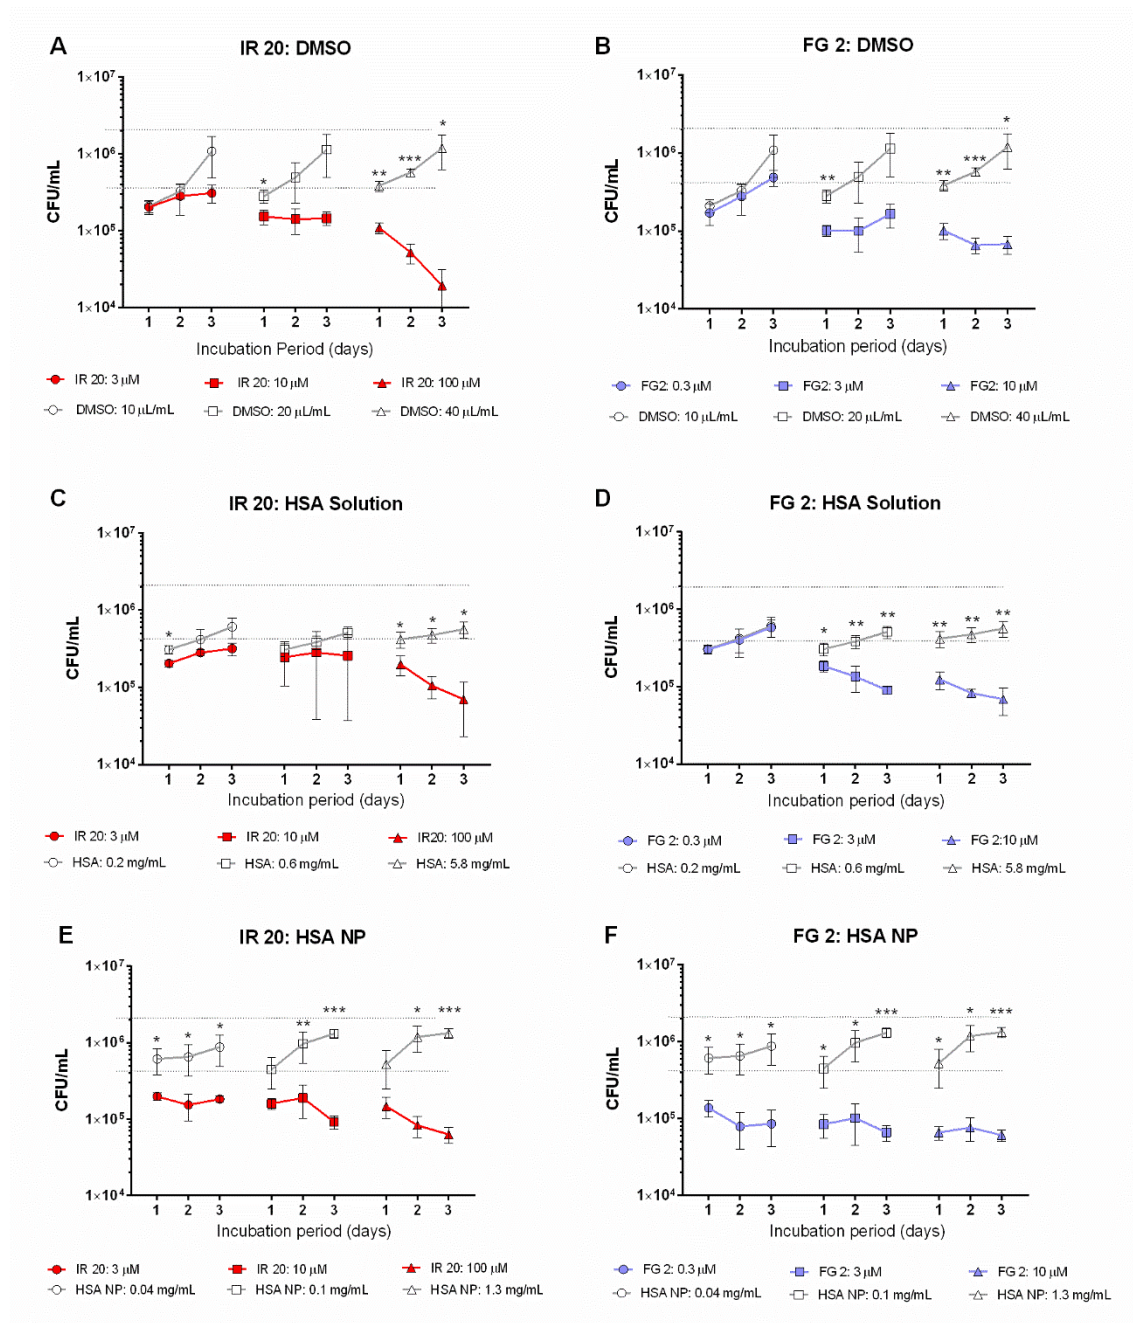 A
IR 20: DMSO
CFU/mL
1×10⁷
1×10⁶
1×10⁵
1×10⁴
*
**
***
*
1 2 3 1 2 3 1 2 3
Incubation Period (days)
IR 20: 3 μM
IR 20: 10 μM
IR 20: 100 μM
DMSO: 10 μL/mL
DMSO: 20 μL/mL
DMSO: 40 μL/mL
B
FG 2: DMSO
CFU/mL
1×10⁷
1×10⁶
1×10⁵
1×10⁴
**
**
***
*
1 2 3 1 2 3 1 2 3
Incubation period (days)
FG2: 0.3 μM
FG2: 3 μM
FG2: 10 μM
DMSO: 10 μL/mL
DMSO: 20 μL/mL
DMSO: 40 μL/mL
C
IR 20: HSA Solution
CFU/mL
1×10⁷
1×10⁶
1×10⁵
1×10⁴
*
*
*
*
1 2 3 1 2 3 1 2 3
Incubation period (days)
IR 20: 3 μM
IR 20: 10 μM
IR20: 100 μM
HSA: 0.2 mg/mL
HSA: 0.6 mg/mL
HSA: 5.8 mg/mL
D
FG 2: HSA Solution
CFU/mL
1×10⁷
1×10⁶
1×10⁵
1×10⁴
*
**
**
**
**
**
1 2 3 1 2 3 1 2 3
Incubation period (days)
FG 2: 0.3 μM
FG 2: 3 μM
FG 2:10 μM
HSA: 0.2 mg/mL
HSA: 0.6 mg/mL
HSA: 5.8 mg/mL
E
IR 20: HSA NP
CFU/mL
1×10⁷
1×10⁶
1×10⁵
1×10⁴
*
*
*
**
***
*
***
1 2 3 1 2 3 1 2 3
Incubation period (days)
IR 20: 3 μM
IR 20: 10 μM
IR 20: 100 μM
HSA NP: 0.04 mg/mL
HSA NP: 0.1 mg/mL
HSA NP: 1.3 mg/mL
F
FG 2: HSA NP
CFU/mL
1×10⁷
1×10⁶
1×10⁵
1×10⁴
*
*
*
*
*
***
*
*
***
1 2 3 1 2 3 1 2 3
Incubation period (days)
FG 2: 0.3 μM
FG 2: 3 μM
FG 2: 10 μM
HSA NP: 0.04 mg/mL
HSA NP: 0.1 mg/mL
HSA NP: 1.3 mg/mL